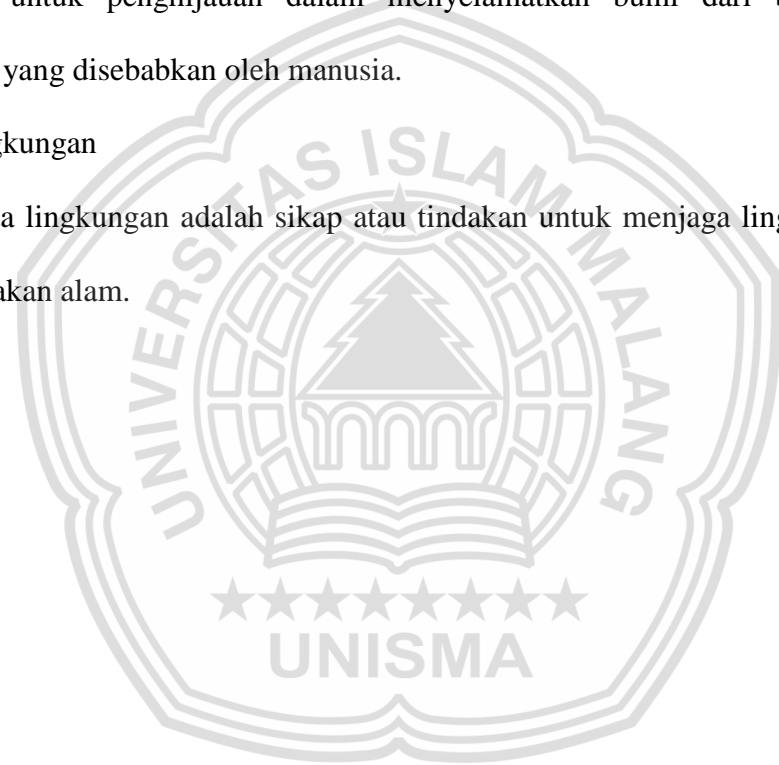 untuk penghijauan dalam menyelamatkan bumi dari
yang disebabkan oleh manusia.
gkungan
a lingkungan adalah sikap atau tindakan untuk menjaga ling
akan alam.
UNIVERSITAS ISLAM MALANG
UNISMA